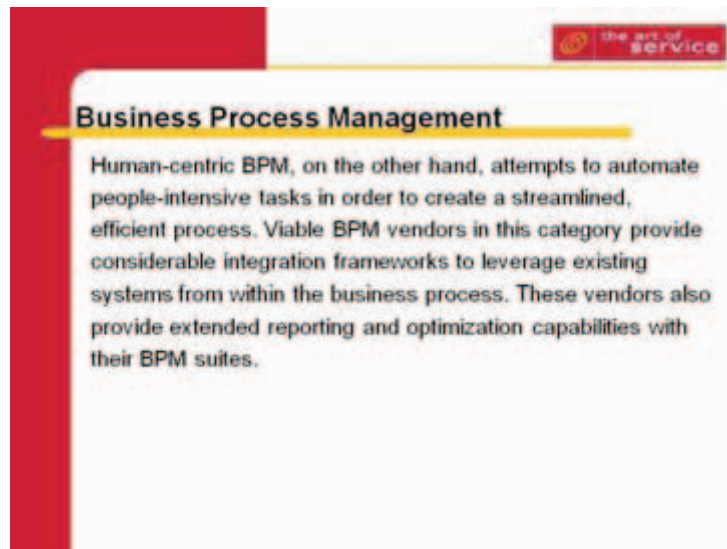 the art of
service
Business Process Management
Human-centric BPM, on the other hand, attempts to automate
people-intensive tasks in order to create a streamlined,
efficient process. Viable BPM vendors in this category provide
considerable integration frameworks to leverage existing
systems from within the business process. These vendors also
provide extended reporting and optimization capabilities with
their BPM suites.